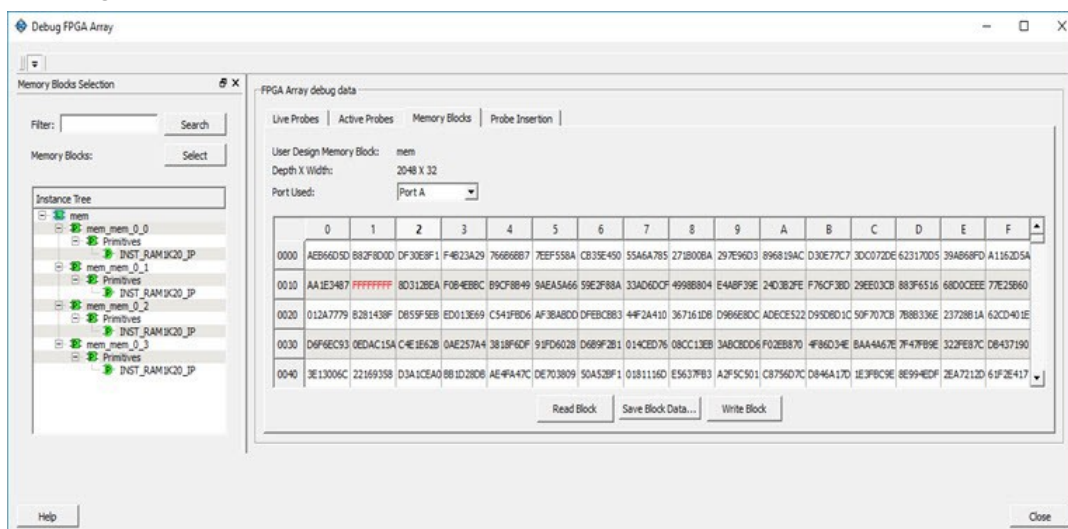 Debug FPGA Array
Memory Blocks Selection
Filter:
Search
Memory Blocks:
Select
Instance Tree
mem
mem_mem_0_0
Primitives
INST_RAM1K20_IP
mem_mem_0_1
Primitives
INST_RAM1K20_IP
mem_mem_0_2
Primitives
INST_RAM1K20_IP
mem_mem_0_3
Primitives
INST_RAM1K20_IP
FPGA Array debug data
Live Probes Active Probes Memory Blocks Probe Insertion
User Design Memory Block: mem
Depth X Width: 2048 X 32
Port Used: Port A
0 1 2 3 4 5 6 7 8 9 A B C D E F
0000 AEB66D5D B82F8D0D DF30E8F1 F4B23A29 766B6BB7 7EEF558A CB35E450 55A6A785 271B00BA 297E96D3 896819AC D30E77C7 3DC072DE 623170D5 39AB68FD A1162D5A
0010 AA1E3487 FFFFFFFF 8D312BEA F0B4EBBC B9CF8B49 9AEA5A66 59E2F88A 33AD6DCF 4998B804 E4ABF39E 24D3B2FE F76CF3BD 29EE03CB 883F6516 68D0CEEE 77E25B60
0020 012A7779 8281438F DB55F5EB ED013E69 C541FBD6 AF3BABDD DFEBCBB3 44F2A410 367161DB D9B6E8DC ADECE522 D95DBD1C 50F707CB 7B8B336E 23728B1A 62CD401E
0030 D6F6EC93 0EDAC15A C4E1E62B 0AE257A4 3818F6DF 91FD6028 D6B9F2B1 014CED76 08CC13EB 3ABCBDD6 F02EB870 4F86D34E BAA4A67E 7F47FB9E 322FE87C DB437190
0040 3E13006C 22169358 D3A1CEA0 8B1D28DB AE4FA47C DE703809 50A52BF1 0181116D E5637FB3 A2F5C501 C8756D7C D846A17D 1E3FBC9E 8E994EDF 2EA7212D 61F2E417
Read Block
Save Block Data...
Write Block
Help
Close